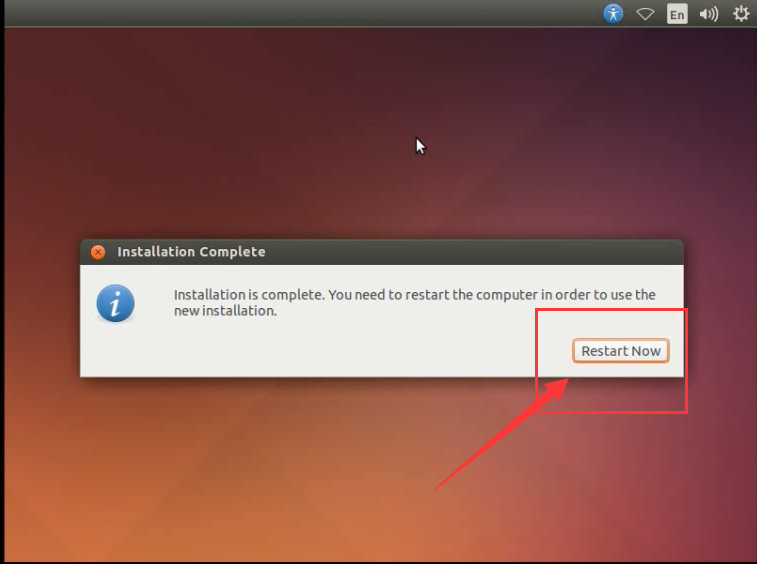 En
Installation Complete
Installation is complete. You need to restart the computer in order to use the
new installation.
Restart Now